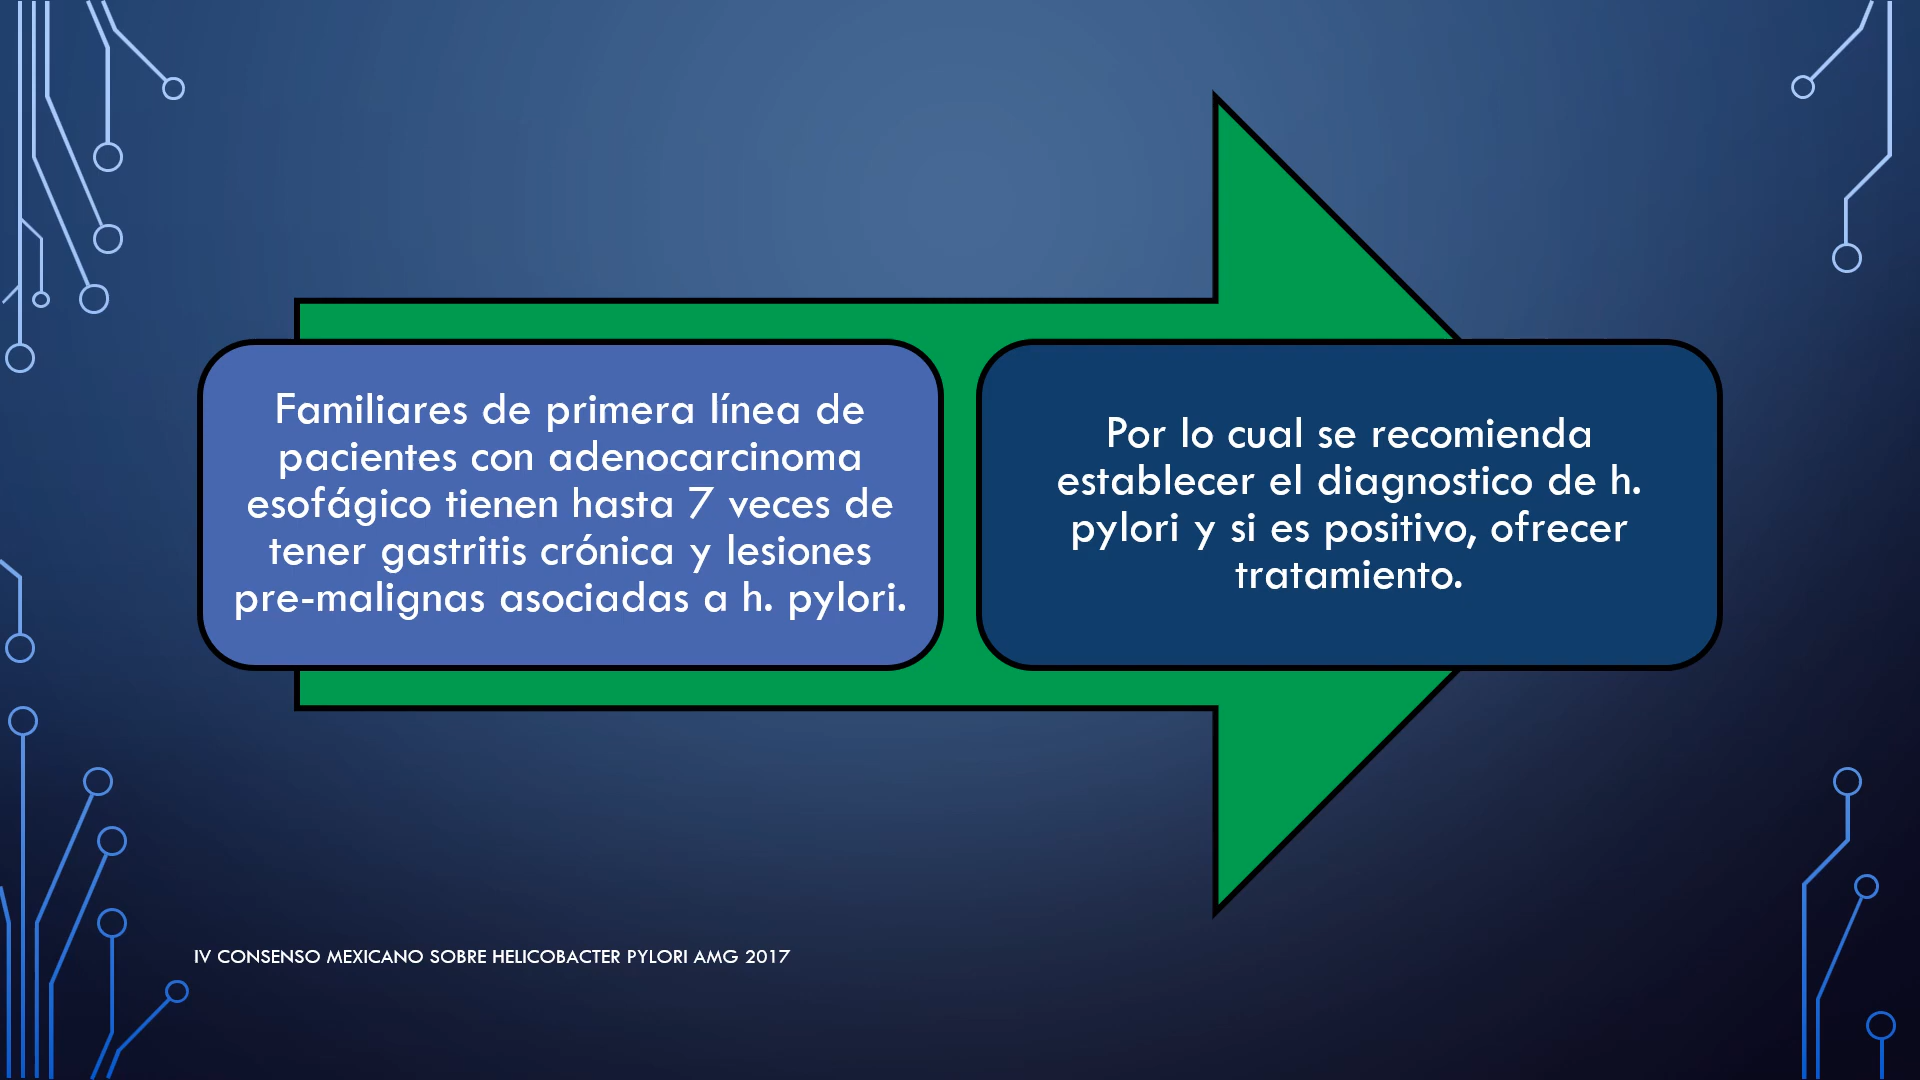 Familiares de primera línea de
pacientes con adenocarcinoma
esofágico tienen hasta 7 veces de
tener gastritis crónica y lesiones
pre-malignas asociadas a h. pylori.
Por lo cual se recomienda
establecer el diagnostico de h.
pylori y si es positivo, ofrecer
tratamiento.
IV CONSENSO MEXICANO SOBRE HELICOBACTER PYLORI AMG 2017